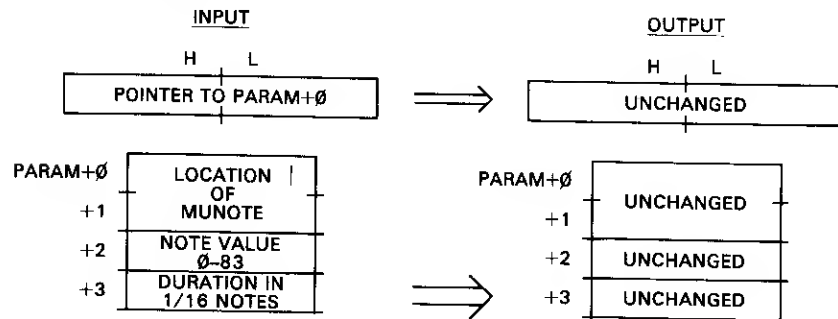 INPUT
H L
POINTER TO PARAM+Ø
OUTPUT
H L
UNCHANGED
PARAM+Ø
+1
+2
+3
LOCATION
OF
MUNOTE
NOTE VALUE
Ø–83
DURATION IN
1/16 NOTES
PARAM+Ø
+1
+2
+3
UNCHANGED
UNCHANGED
UNCHANGED